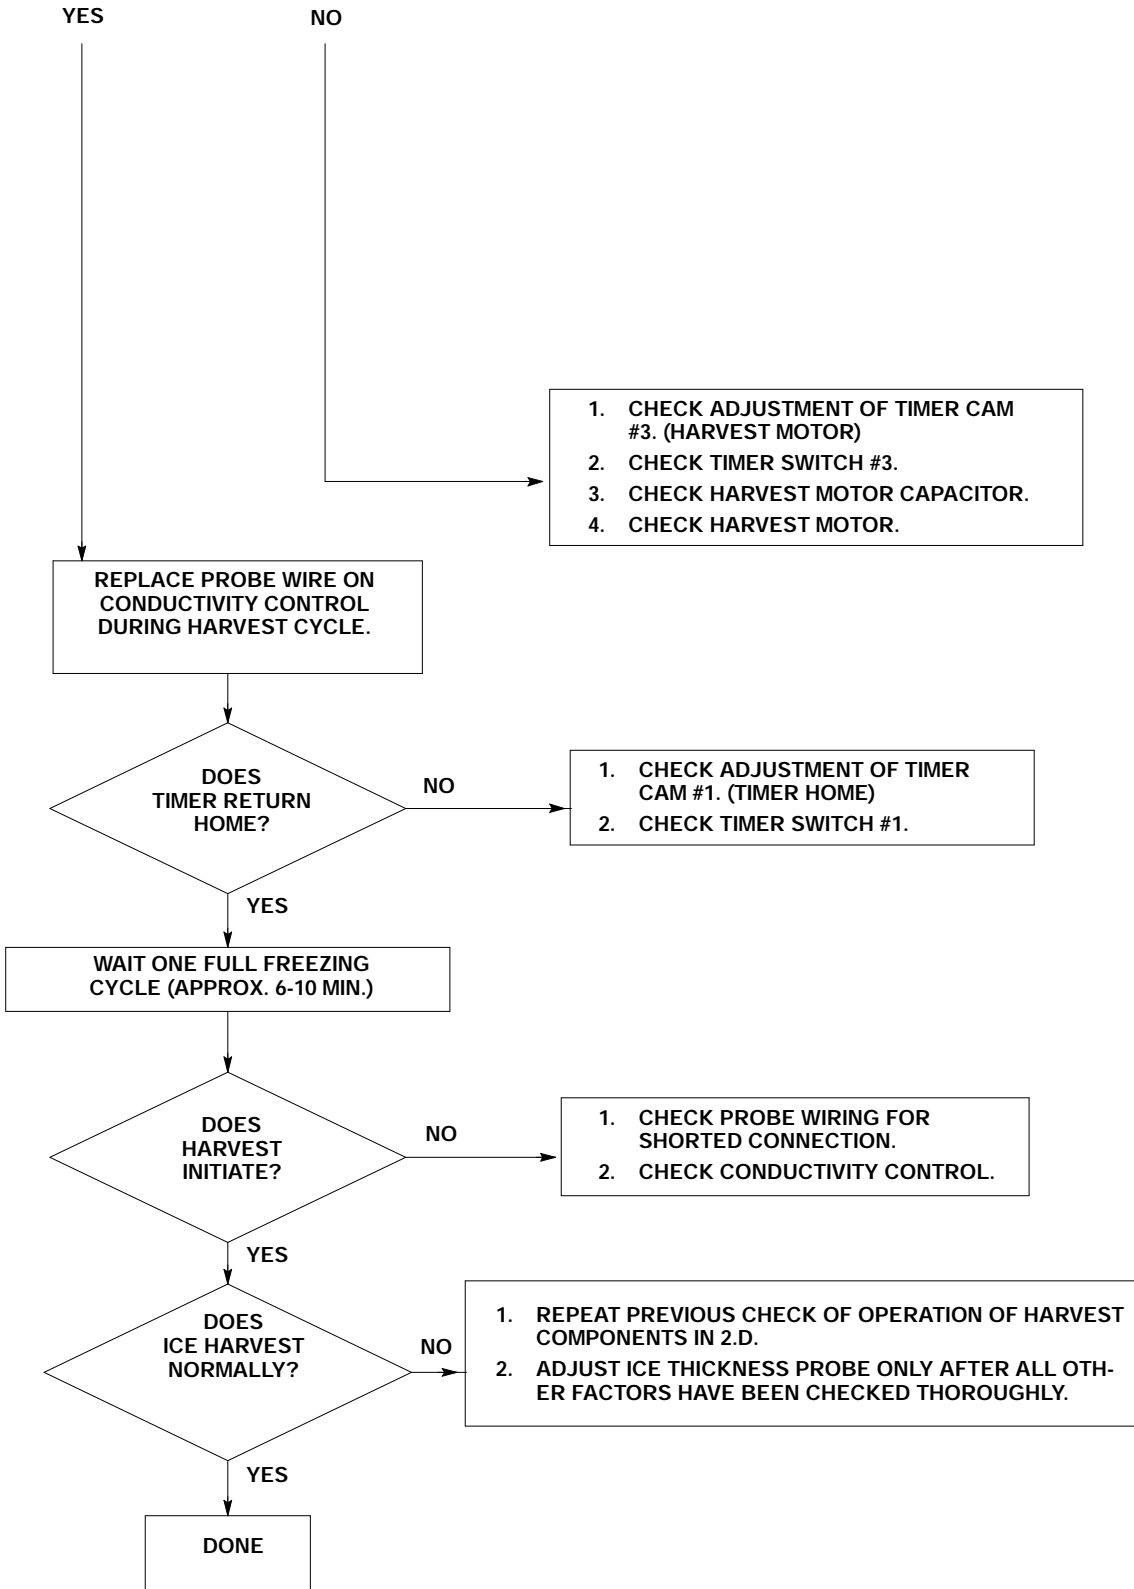 YES
NO
1. CHECK ADJUSTMENT OF TIMER CAM
#3. (HARVEST MOTOR)
2. CHECK TIMER SWITCH #3.
3. CHECK HARVEST MOTOR CAPACITOR.
4. CHECK HARVEST MOTOR.
REPLACE PROBE WIRE ON
CONDUCTIVITY CONTROL
DURING HARVEST CYCLE.
DOES
TIMER RETURN
HOME?
NO
1. CHECK ADJUSTMENT OF TIMER
CAM #1. (TIMER HOME)
2. CHECK TIMER SWITCH #1.
YES
WAIT ONE FULL FREEZING
CYCLE (APPROX. 6-10 MIN.)
DOES
HARVEST
INITIATE?
NO
1. CHECK PROBE WIRING FOR
SHORTED CONNECTION.
2. CHECK CONDUCTIVITY CONTROL.
YES
DOES
ICE HARVEST
NORMALLY?
NO
1. REPEAT PREVIOUS CHECK OF OPERATION OF HARVEST
COMPONENTS IN 2.D.
2. ADJUST ICE THICKNESS PROBE ONLY AFTER ALL OTH-
ER FACTORS HAVE BEEN CHECKED THOROUGHLY.
YES
DONE